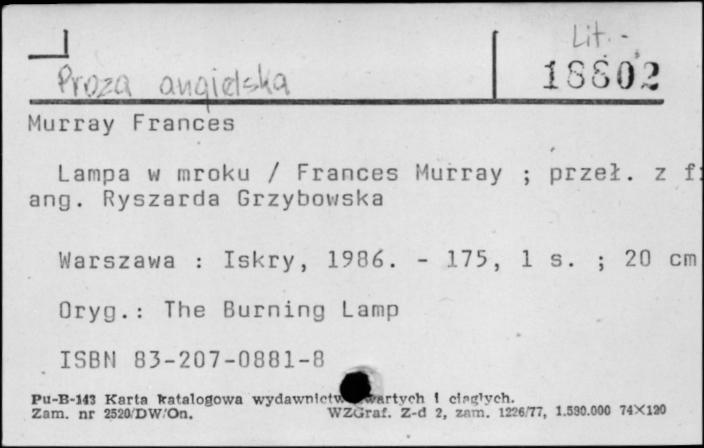 Lit. -
Proza angielska 18802
Murray Frances
Lampa w mroku / Frances Murray ; przeł. z
ang. Ryszarda Grzybowska
Warszawa : Iskry, 1986. - 175, 1 s. ; 20 cm
Oryg.: The Burning Lamp
ISBN 83-207-0881-8
Pu-B-143 Karta katalogowa wydawnictw wartych i ciągłych.
Zam. nr 2520/DW/On. WZGraf. Z-d 2, zam. 1226/77, 1.590.000 74×120